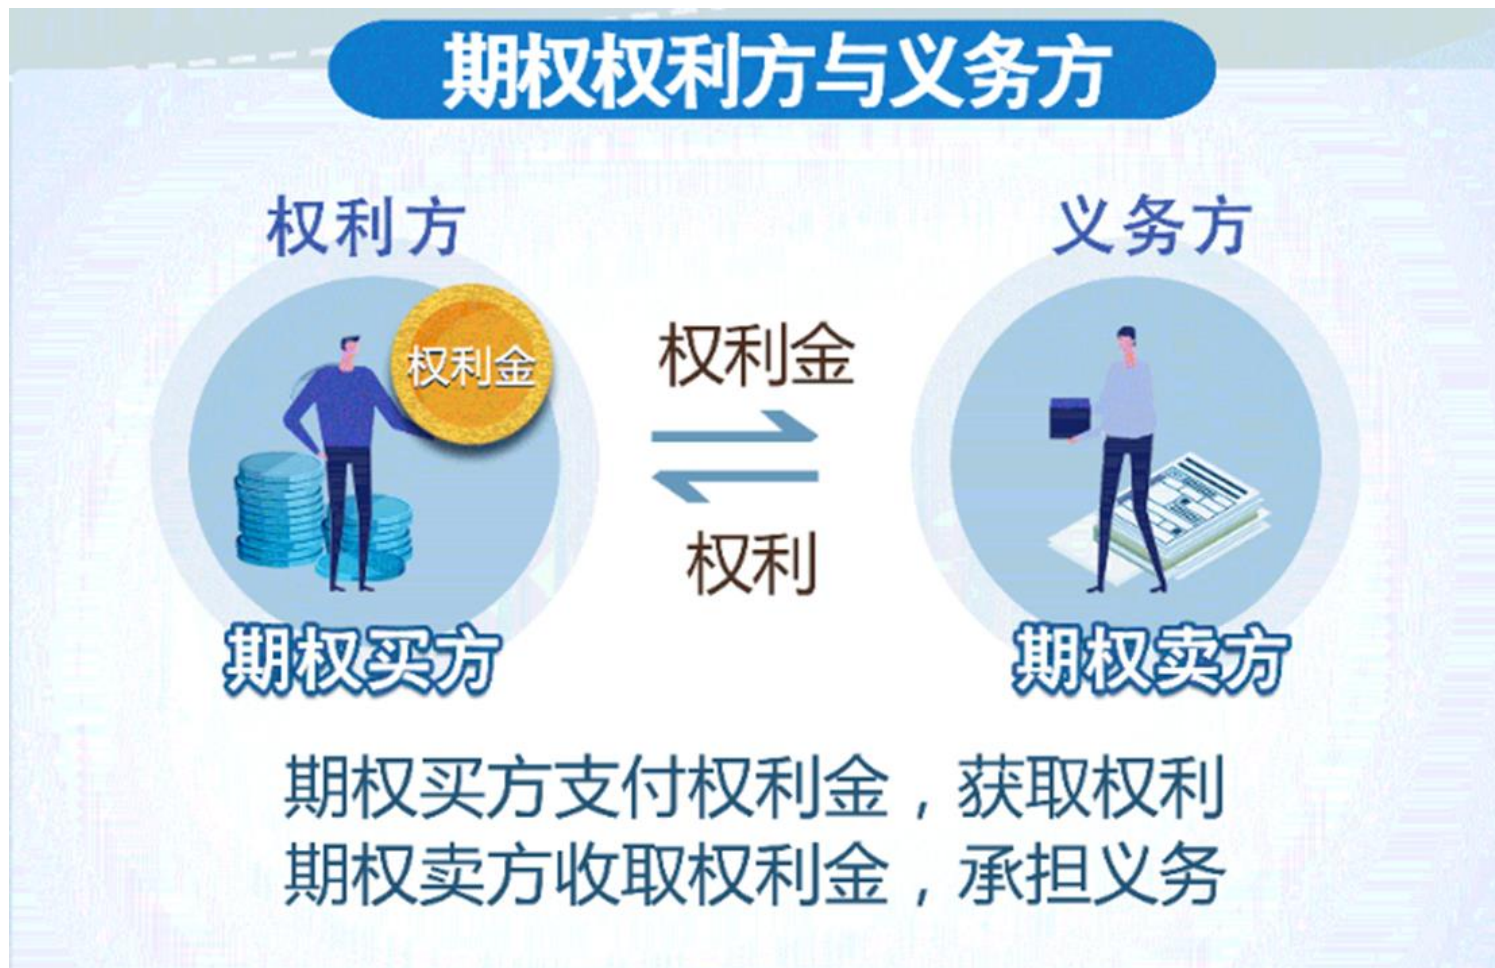 期权权利方与义务方
权利方
义务方
权利金
权利金
权利
期权买方
期权卖方
期权买方支付权利金，获取权利
期权卖方收取权利金，承担义务